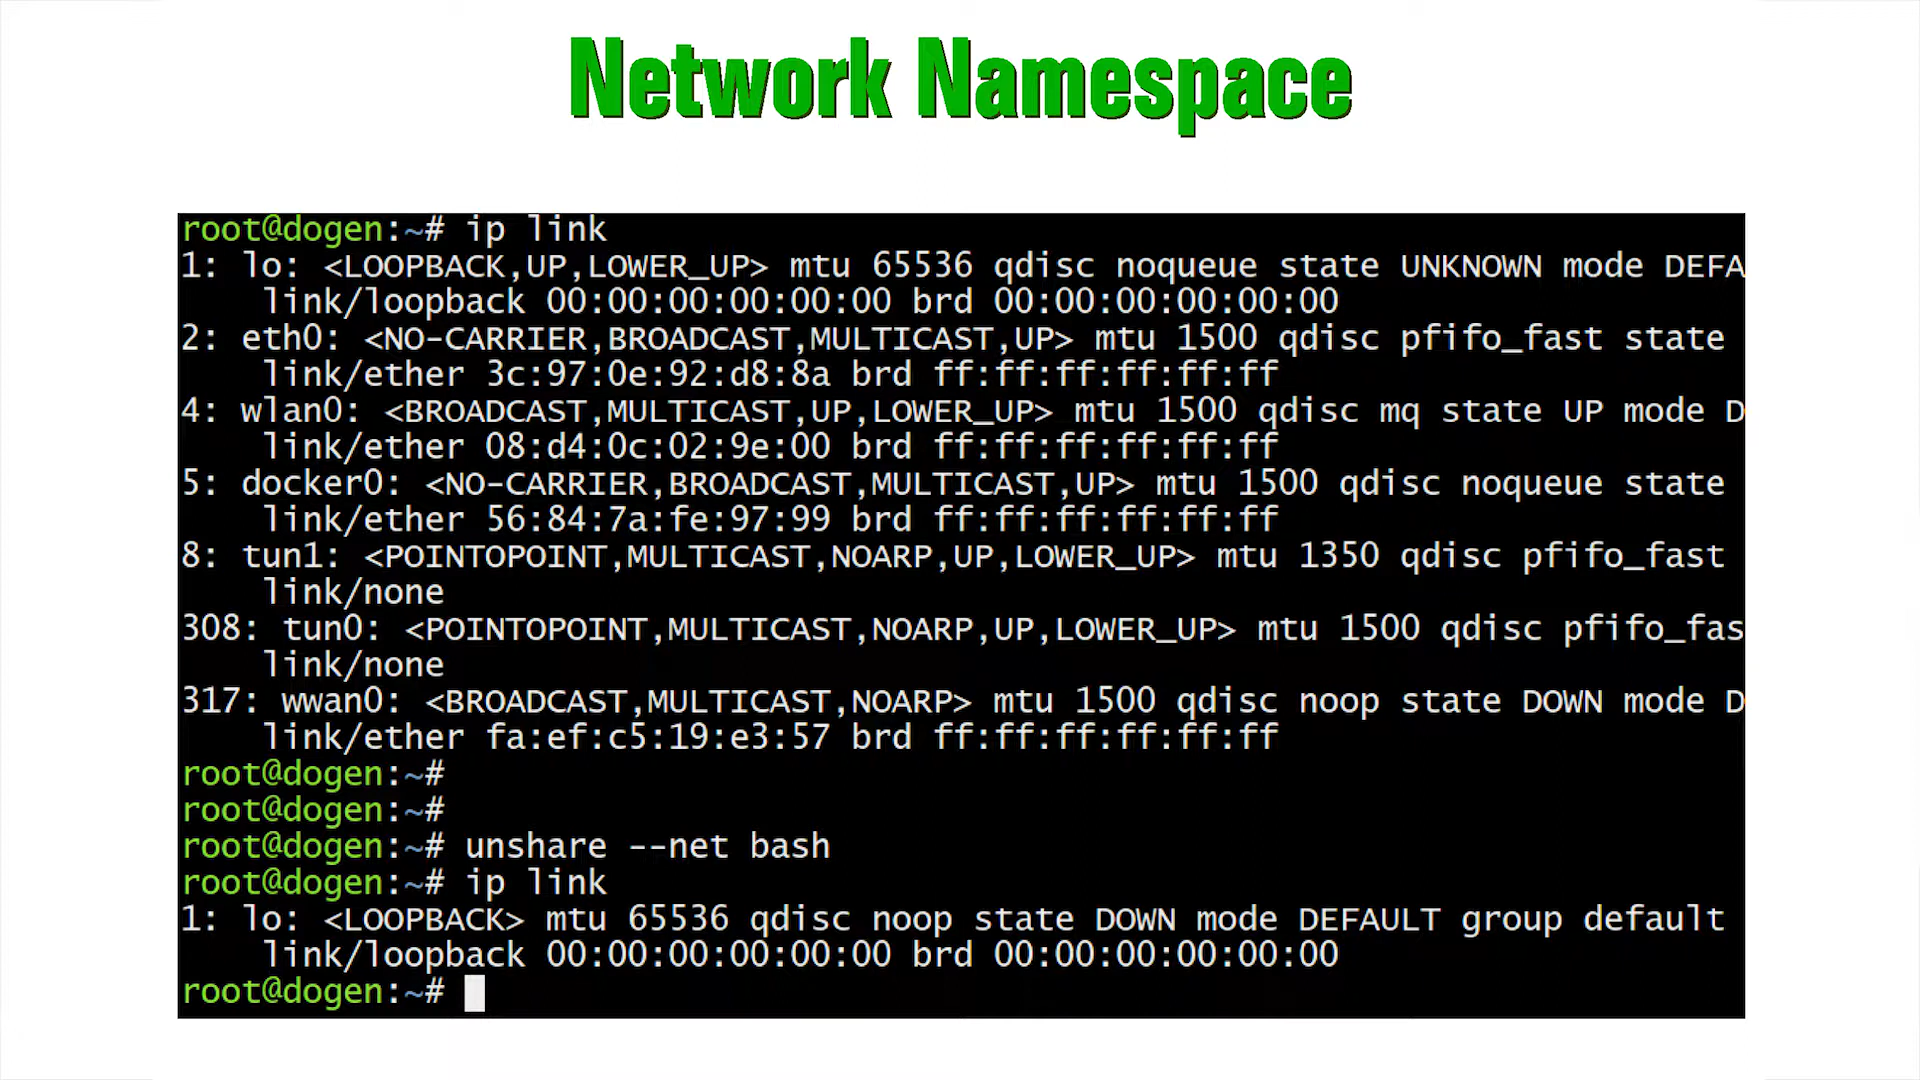 Network Namespace
root@dogen:~# ip link
1: lo: <LOOPBACK,UP,LOWER_UP> mtu 65536 qdisc noqueue state UNKNOWN mode DEFA
    link/loopback 00:00:00:00:00:00 brd 00:00:00:00:00:00
2: eth0: <NO-CARRIER,BROADCAST,MULTICAST,UP> mtu 1500 qdisc pfifo_fast state
    link/ether 3c:97:0e:92:d8:8a brd ff:ff:ff:ff:ff:ff
4: wlan0: <BROADCAST,MULTICAST,UP,LOWER_UP> mtu 1500 qdisc mq state UP mode D
    link/ether 08:d4:0c:02:9e:00 brd ff:ff:ff:ff:ff:ff
5: docker0: <NO-CARRIER,BROADCAST,MULTICAST,UP> mtu 1500 qdisc noqueue state
    link/ether 56:84:7a:fe:97:99 brd ff:ff:ff:ff:ff:ff
8: tun1: <POINTOPOINT,MULTICAST,NOARP,UP,LOWER_UP> mtu 1350 qdisc pfifo_fast
    link/none
308: tun0: <POINTOPOINT,MULTICAST,NOARP,UP,LOWER_UP> mtu 1500 qdisc pfifo_fas
    link/none
317: wwan0: <BROADCAST,MULTICAST,NOARP> mtu 1500 qdisc noop state DOWN mode D
    link/ether fa:ef:c5:19:e3:57 brd ff:ff:ff:ff:ff:ff
root@dogen:~#
root@dogen:~#
root@dogen:~# unshare --net bash
root@dogen:~# ip link
1: lo: <LOOPBACK> mtu 65536 qdisc noop state DOWN mode DEFAULT group default
    link/loopback 00:00:00:00:00:00 brd 00:00:00:00:00:00
root@dogen:~#